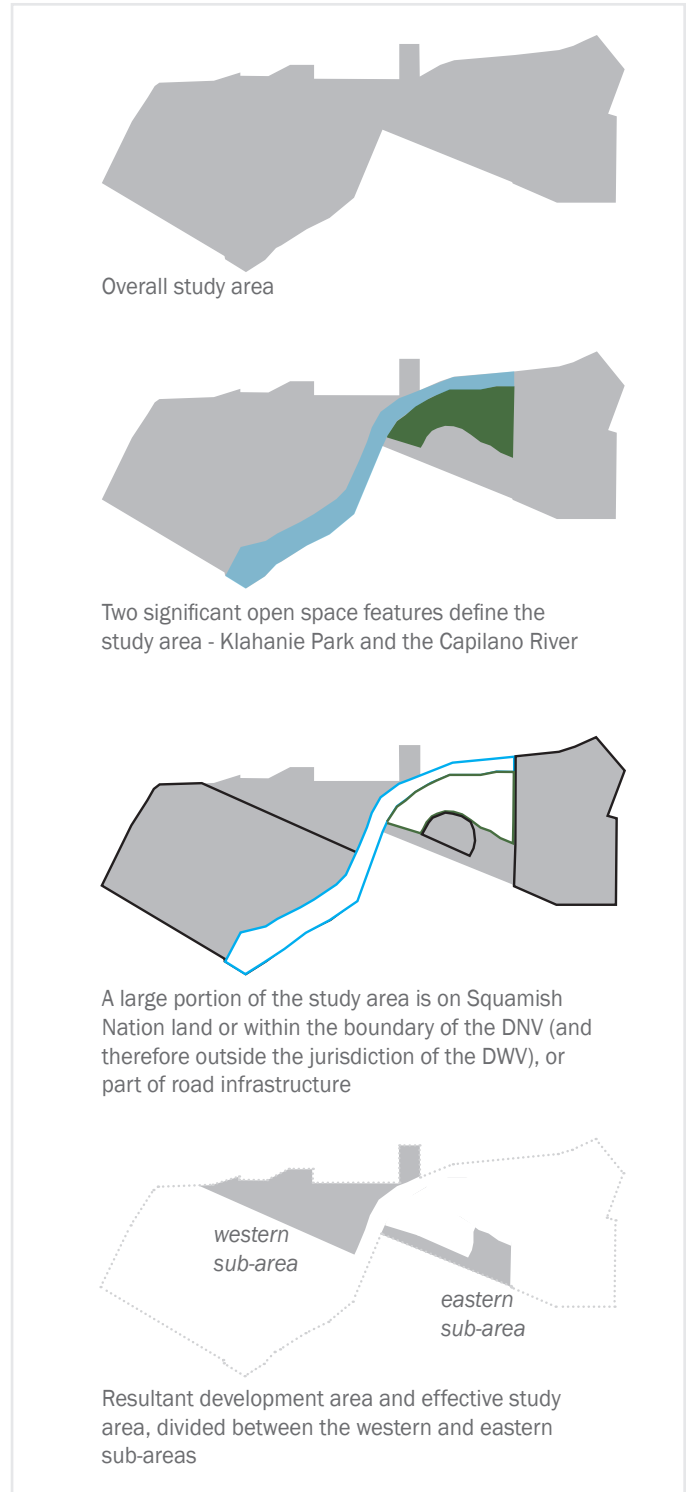 Overall study area
Two significant open space features define the
study area - Klahanie Park and the Capilano River
A large portion of the study area is on Squamish
Nation land or within the boundary of the DNV (and
therefore outside the jurisdiction of the DWV), or
part of road infrastructure
western
sub-area
eastern
sub-area
Resultant development area and effective study
area, divided between the western and eastern
sub-areas